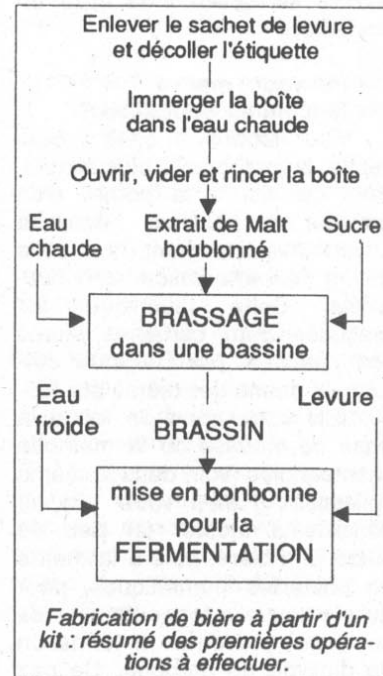 Enlever le sachet de levure
et décoller l'étiquette
Immerger la boîte
dans l'eau chaude
Ouvrir, vider et rincer la boîte
Eau
chaude
Extrait de Malt
houblonné
Sucre
BRASSAGE
dans une bassine
Eau
froide
BRASSIN
Levure
mise en bonbonne
pour la
FERMENTATION
Fabrication de bière à partir d'un
kit : résumé des premières opéra-
tions à effectuer.